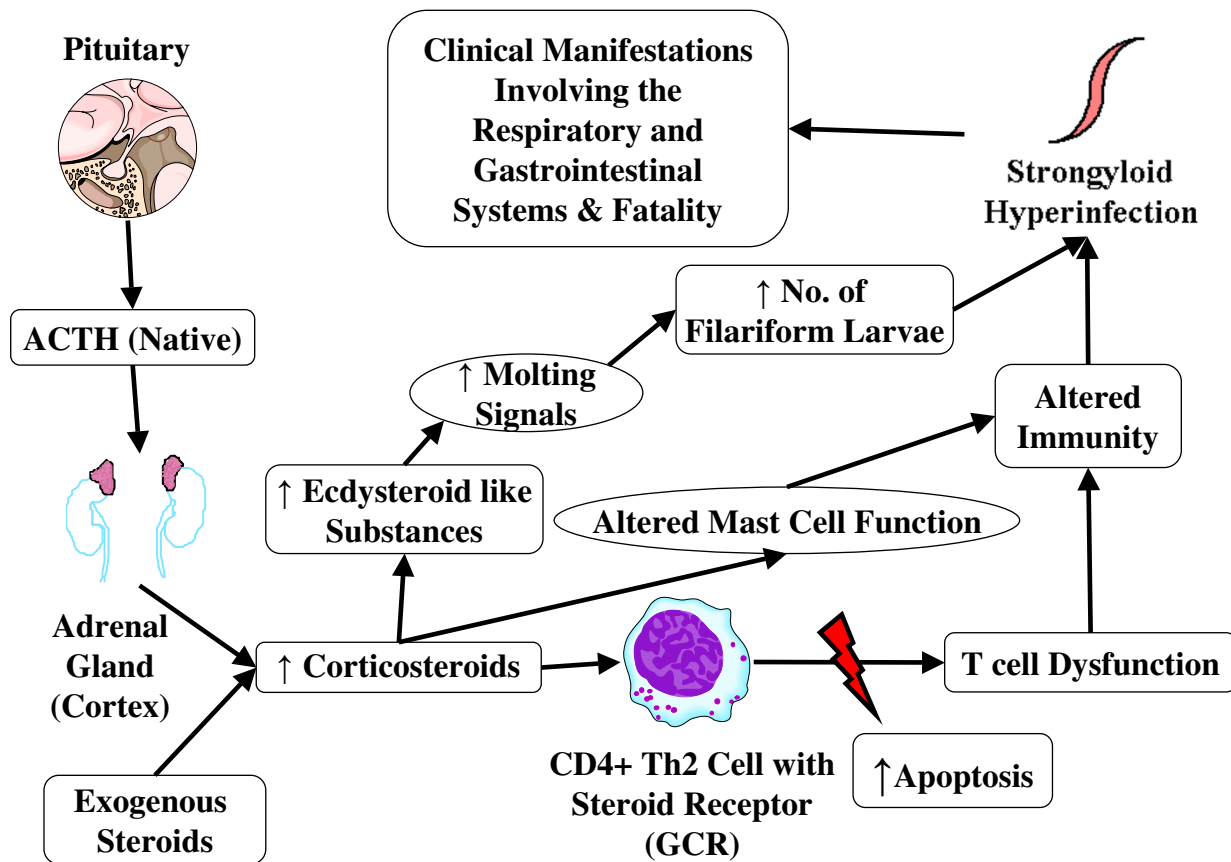 Pituitary
Clinical Manifestations
Involving the
Respiratory and
Gastrointestinal
Systems & Fatality
Strongyloid
Hyperinfection
ACTH (Native)
↑ No. of
Filariform Larvae
↑ Molting
Signals
Altered
Immunity
↑ Ecdysteroid like
Substances
Altered Mast Cell Function
Adrenal
Gland
(Cortex)
↑ Corticosteroids
T cell Dysfunction
CD4+ Th2 Cell with
Steroid Receptor
(GCR)
↑Apoptosis
Exogenous
Steroids